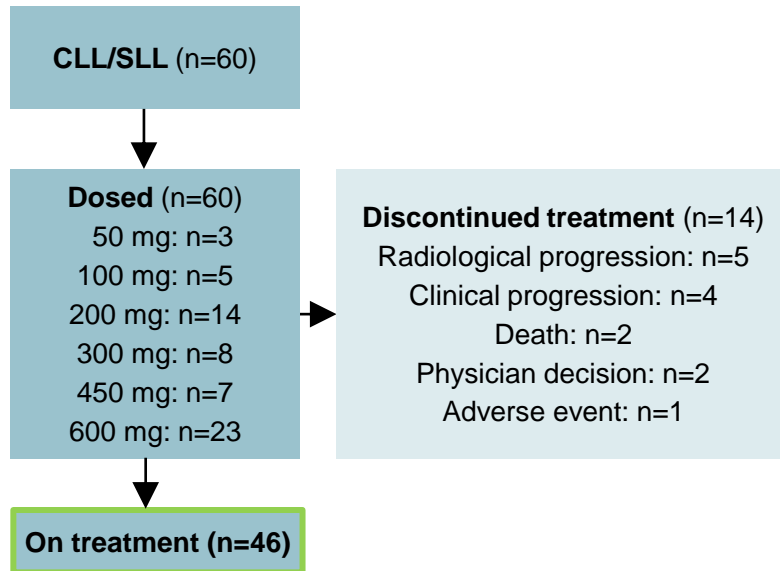 CLL/SLL (n=60)
Dosed (n=60)
50 mg: n=3
100 mg: n=5
200 mg: n=14
300 mg: n=8
450 mg: n=7
600 mg: n=23
Discontinued treatment (n=14)
Radiological progression: n=5
Clinical progression: n=4
Death: n=2
Physician decision: n=2
Adverse event: n=1
On treatment (n=46)